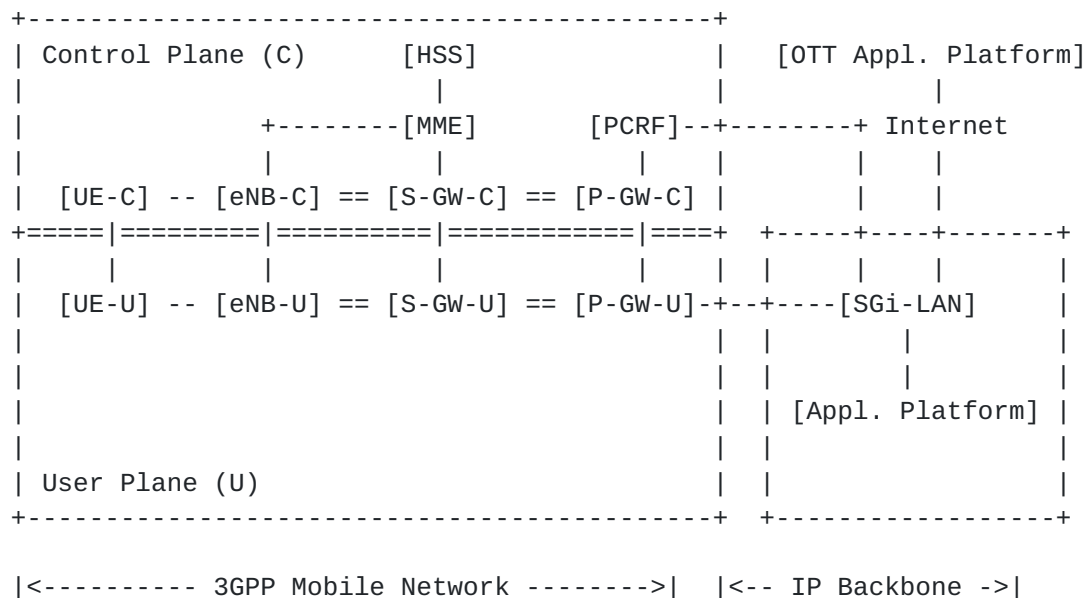 Control Plane (C) [HSS] [OTT Appl. Platform]
[MME] [PCRF] Internet
[UE-C] -- [eNB-C] == [S-GW-C] == [P-GW-C]
[UE-U] -- [eNB-U] == [S-GW-U] == [P-GW-U] [SGi-LAN]
[Appl. Platform]
User Plane (U)
|<---------- 3GPP Mobile Network -------->| |<-- IP Backbone ->|